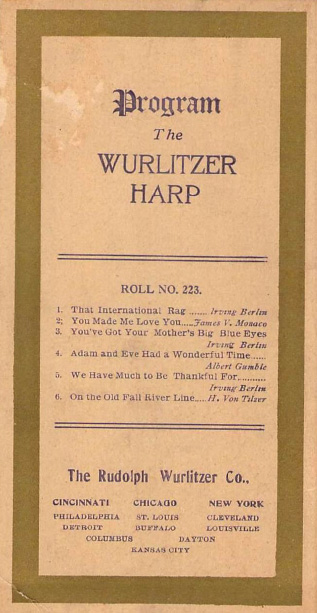 Program
The
WURLITZER
HARP
ROLL NO. 223.
1. That International Rag ....... Irving Berlin
2; You Made Me Love You.....James V. Monaco
3. You've Got Your Mother's Big Blue Eyes
Irving Berlin
4. Adam and Eve Had a Wonderful Time......
Albert Gumble
5. We Have Much to Be Thankful For..........
Irving Berlin
6. On the Old Fall River Line.....H. Von Tilzer
The Rudolph Wurlitzer Co.,
CINCINNATI CHICAGO NEW YORK
PHILADELPHIA ST. LOUIS CLEVELAND
DETROIT BUFFALO LOUISVILLE
COLUMBUS DAYTON
KANSAS CITY